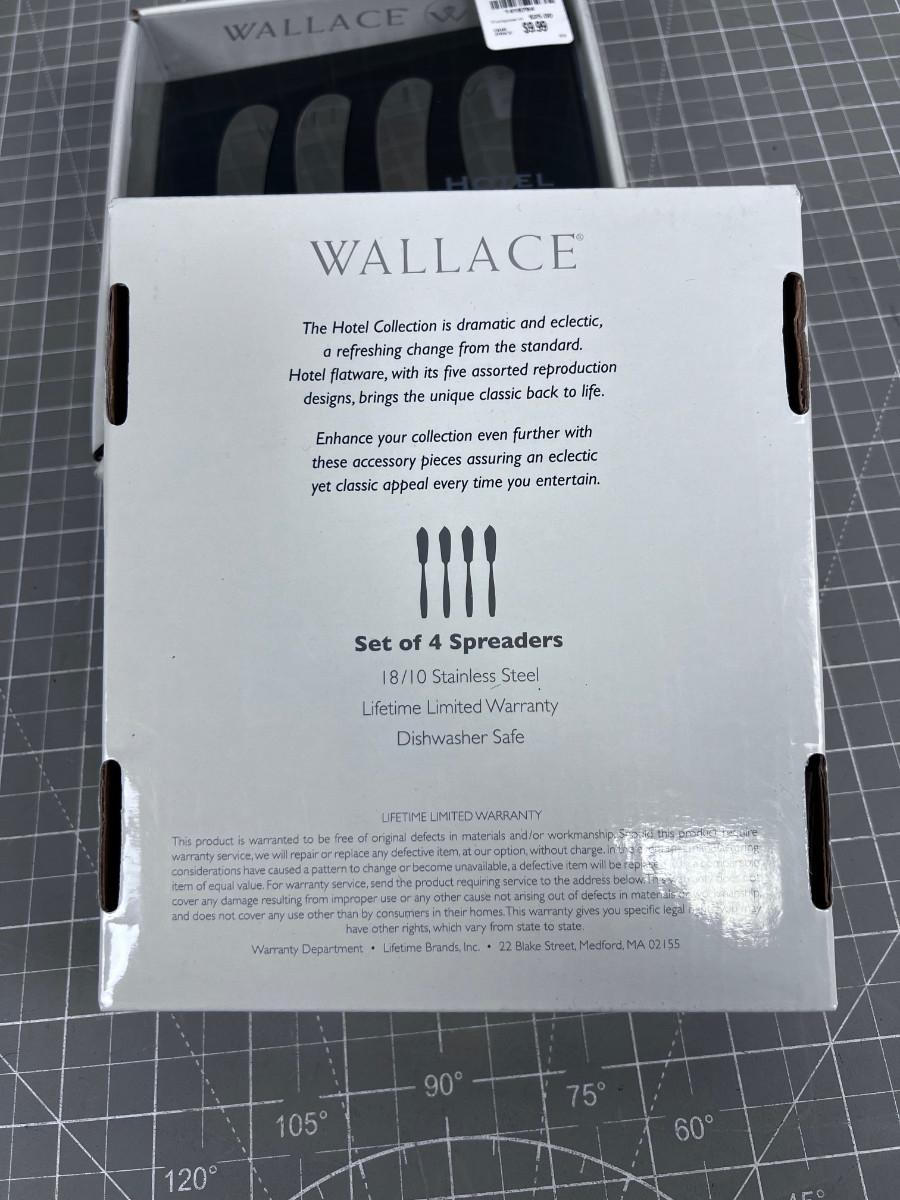 WALLACE W
$9.99
HOTEL
WALLACE®
The Hotel Collection is dramatic and eclectic,
a refreshing change from the standard.
Hotel flatware, with its five assorted reproduction
designs, brings the unique classic back to life.
Enhance your collection even further with
these accessory pieces assuring an eclectic
yet classic appeal every time you entertain.
Set of 4 Spreaders
18/10 Stainless Steel
Lifetime Limited Warranty
Dishwasher Safe
LIFETIME LIMITED WARRANTY
This product is warranted to be free of original defects in materials and/or workmanship. Should this product require
warranty service, we will repair or replace any defective item, at our option, without charge. In the
considerations have caused a pattern to change or become unavailable, a defective item will be
item of equal value. For warranty service, send the product requiring service to the address below.
cover any damage resulting from improper use or any other cause not arising out of defects in materials
and does not cover any use other than by consumers in their homes. This warranty gives you specific legal may
have other rights, which vary from state to state.
Warranty Department • Lifetime Brands, Inc. • 22 Blake Street, Medford, MA 02155
120° 105° 90° 75° 60° 45°